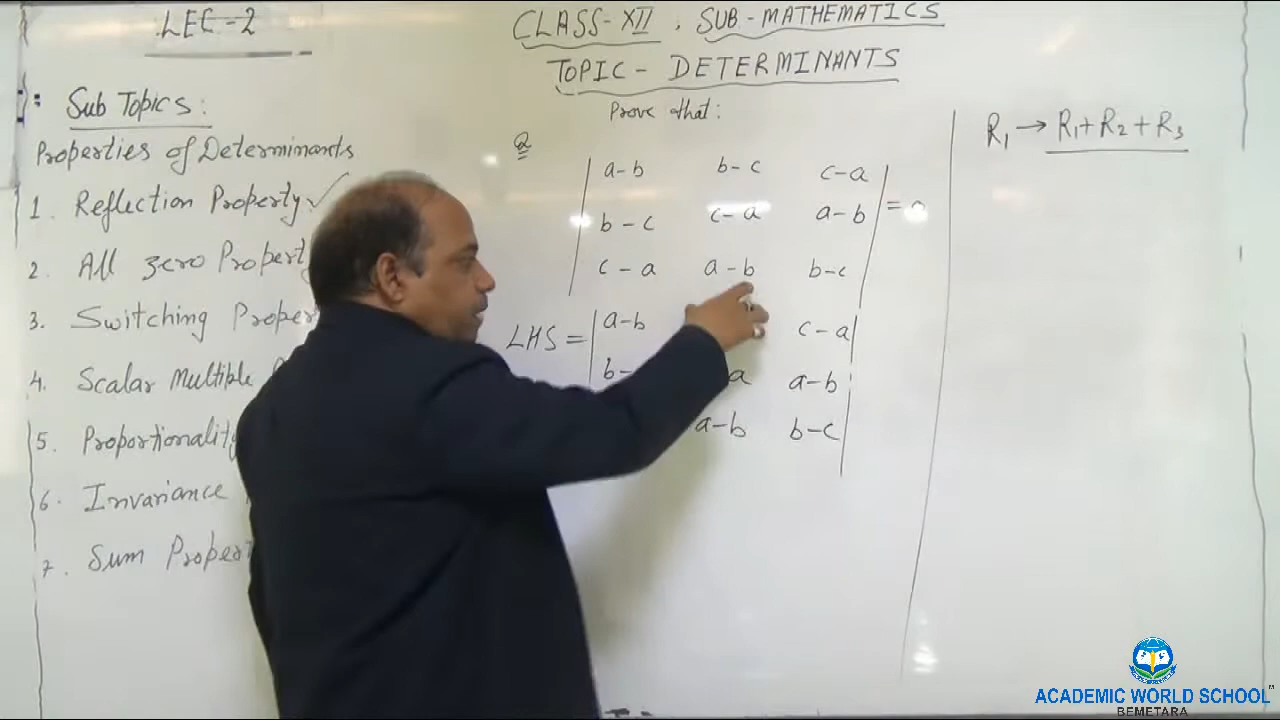 LEC-2
CLASS-XII, SUB-MATHEMATICS
TOPIC- DETERMINANTS
Sub Topics:
Properties of Determinants
1. Reflection Property ✓
2. All zero Property
3. Switching Proper
4. Scalar Multiple
5. Proportionality
6. Invariance
7. Sum Proper
Prove that:
Q
| a-b b-c c-a |
| b-c c-a a-b | =
| c-a a-b b-c |
LHS = | a-b c-a |
b- a a-b
a-b b-c |
R₁ → R₁+R₂+R₃
ACADEMIC WORLD SCHOOL
BEMETARA